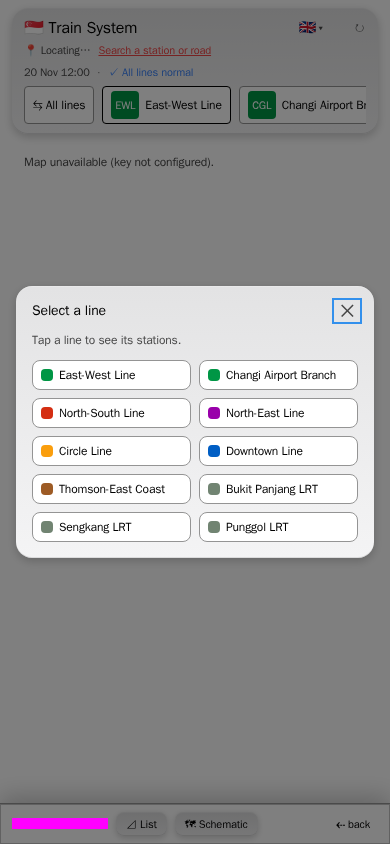 Train System
Locating… Search a station or road
20 Nov 12:00 · ✓ All lines normal
⇆ All lines EWL East-West Line CGL Changi Airport Br
Map unavailable (key not configured).
Select a line
Tap a line to see its stations.
East-West Line Changi Airport Branch
North-South Line North-East Line
Circle Line Downtown Line
Thomson-East Coast Bukit Panjang LRT
Sengkang LRT Punggol LRT
List Schematic ← back